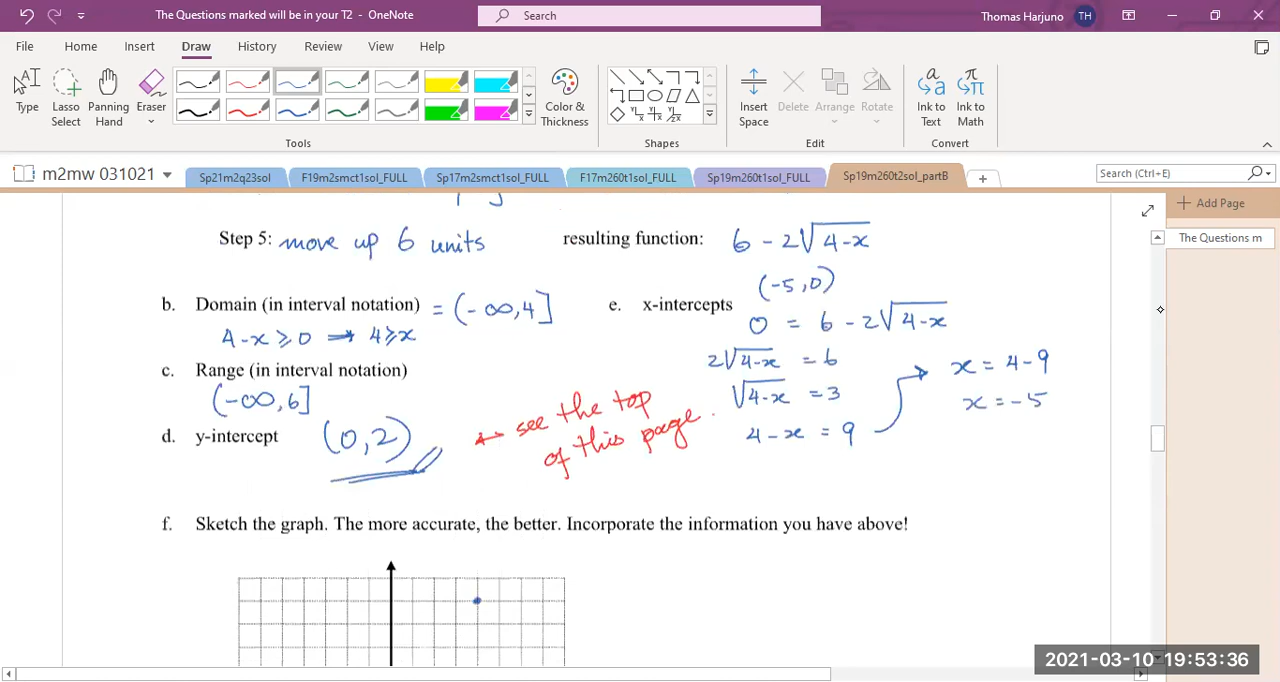 The Questions marked will be in your T2 - OneNote
Search
Thomas Harjuno
TH
File
Home
Insert
Draw
History
Review
View
Help
Type
Lasso Select
Panning Hand
Eraser
Color & Thickness
Insert Space
Delete
Arrange
Rotate
Ink to Text
Ink to Math
Tools
Shapes
Edit
Convert
m2mw 031021
Sp21m2q23sol
F19m2smct1sol_FULL
Sp17m2smct1sol_FULL
F17m260t1sol_FULL
Sp19m260t1sol_FULL
Sp19m260t2sol_partB
Search (Ctrl+E)
Add Page
The Questions m
Step 5: move up 6 units
resulting function: 6 - 2√(4-x)
(-5,0)
b. Domain (in interval notation) = (-∞,4]
4-x ≥ 0 → 4 ≥ x
e. x-intercepts
0 = 6 - 2√(4-x)
2√(4-x) = 6
√(4-x) = 3
4-x = 9
x = 4-9
x = -5
c. Range (in interval notation)
(-∞,6]
d. y-intercept (0,2)
← see the top
of this page.
f. Sketch the graph. The more accurate, the better. Incorporate the information you have above!
2021-03-10 19:53:36